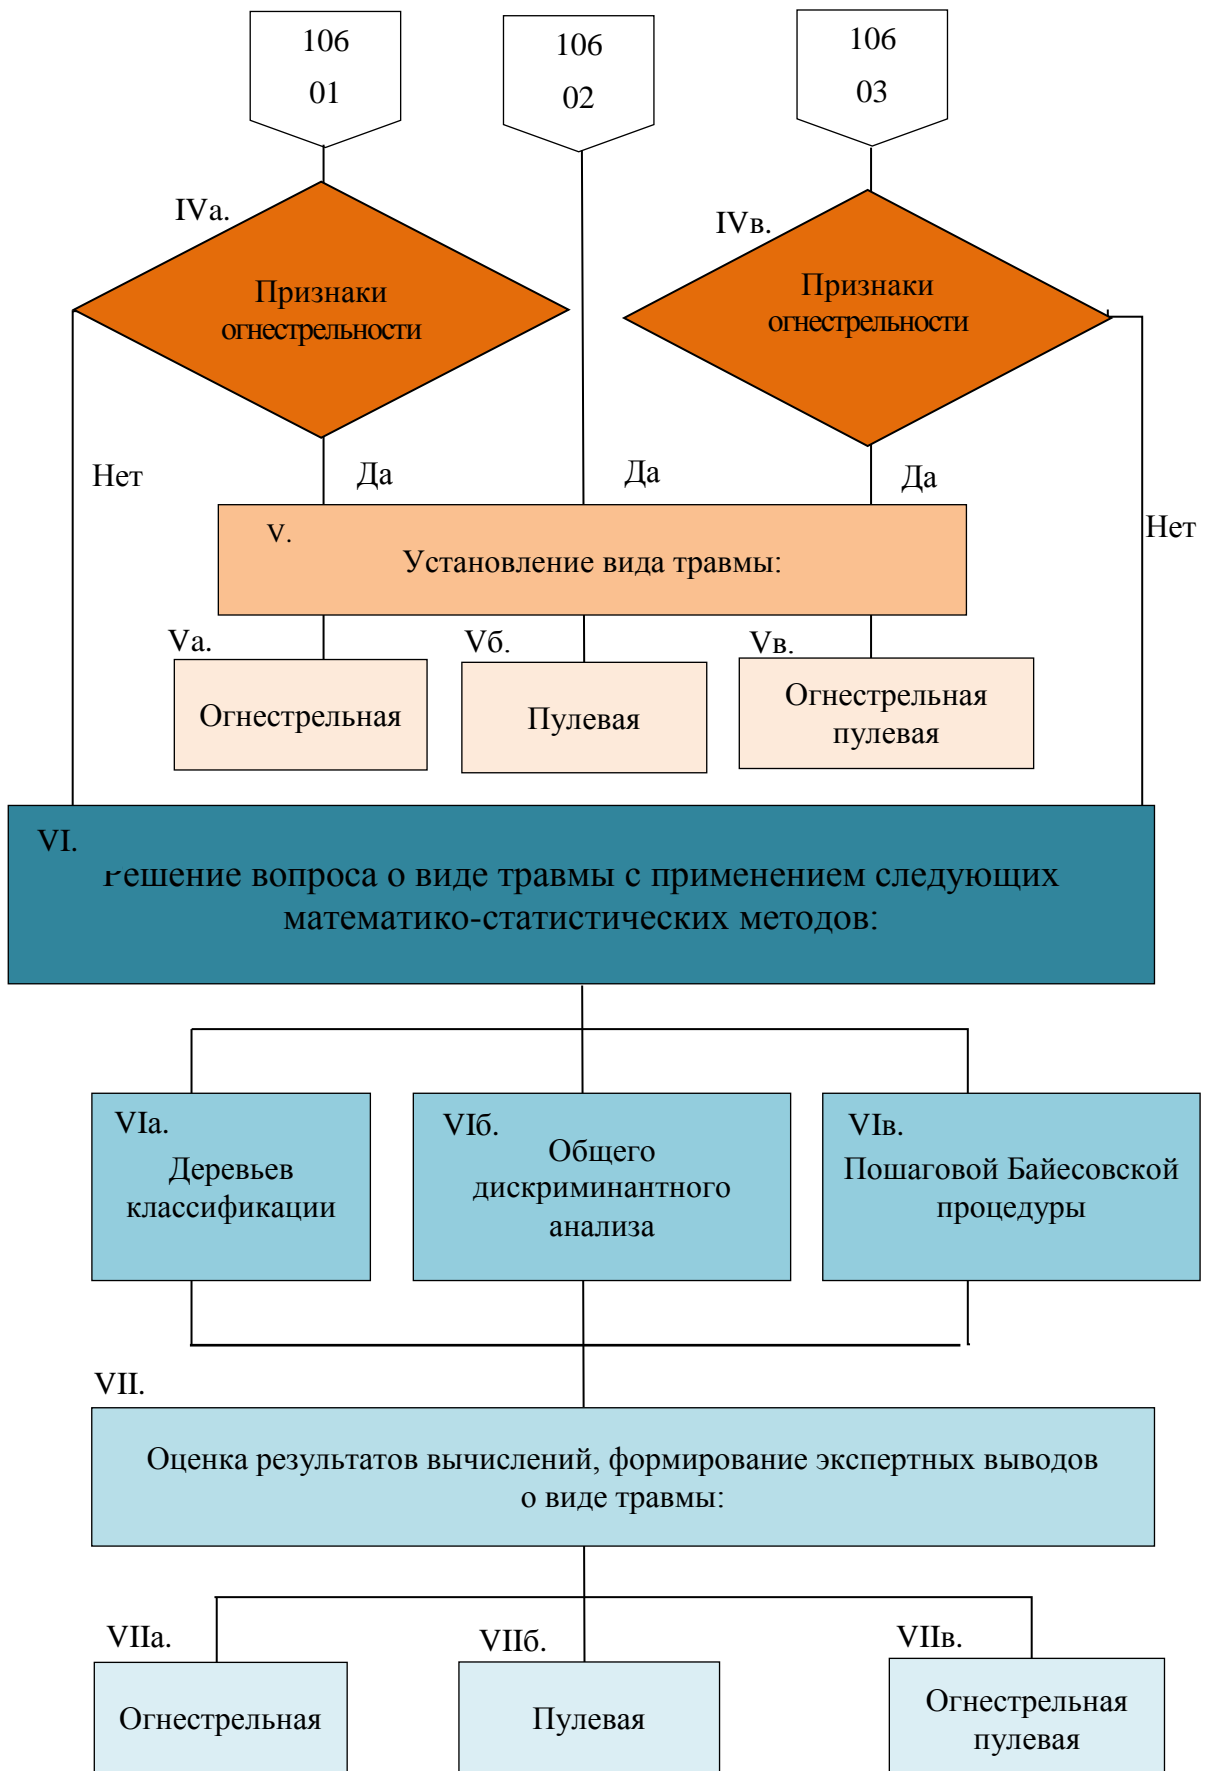 106
01
106
02
106
03
IVа.
Признаки
огнестрельности
IVв.
Признаки
огнестрельности
Нет
Да
Да
Да
Нет
V.
Установление вида травмы:
Vа.
Огнестрельная
Vб.
Пулевая
Vв.
Огнестрельная
пулевая
VI.
Решение вопроса о виде травмы с применением следующих
математико-статистических методов:
VIа.
Деревьев
классификации
VIб.
Общего
дискриминантного
анализа
VIв.
Пошаговой Байесовской
процедуры
VII.
Оценка результатов вычислений, формирование экспертных выводов
о виде травмы:
VIIа.
Огнестрельная
VIIб.
Пулевая
VIIв.
Огнестрельная
пулевая